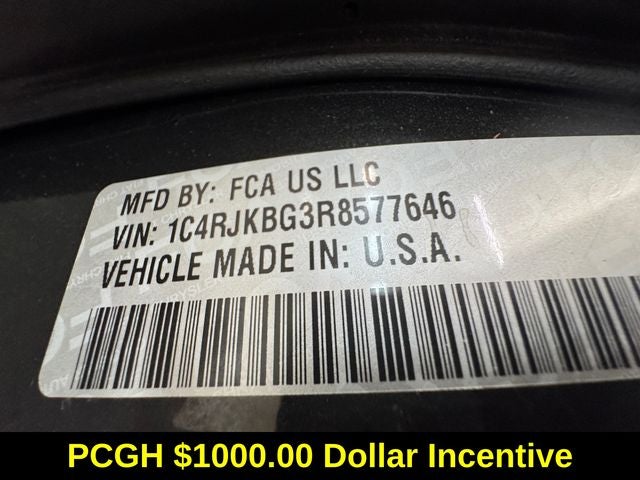 MFD BY: FCA US LLC
VIN: 1C4RJKBG3R8577646
VEHICLE MADE IN: U.S.A.
PCGH $1000.00 Dollar Incentive